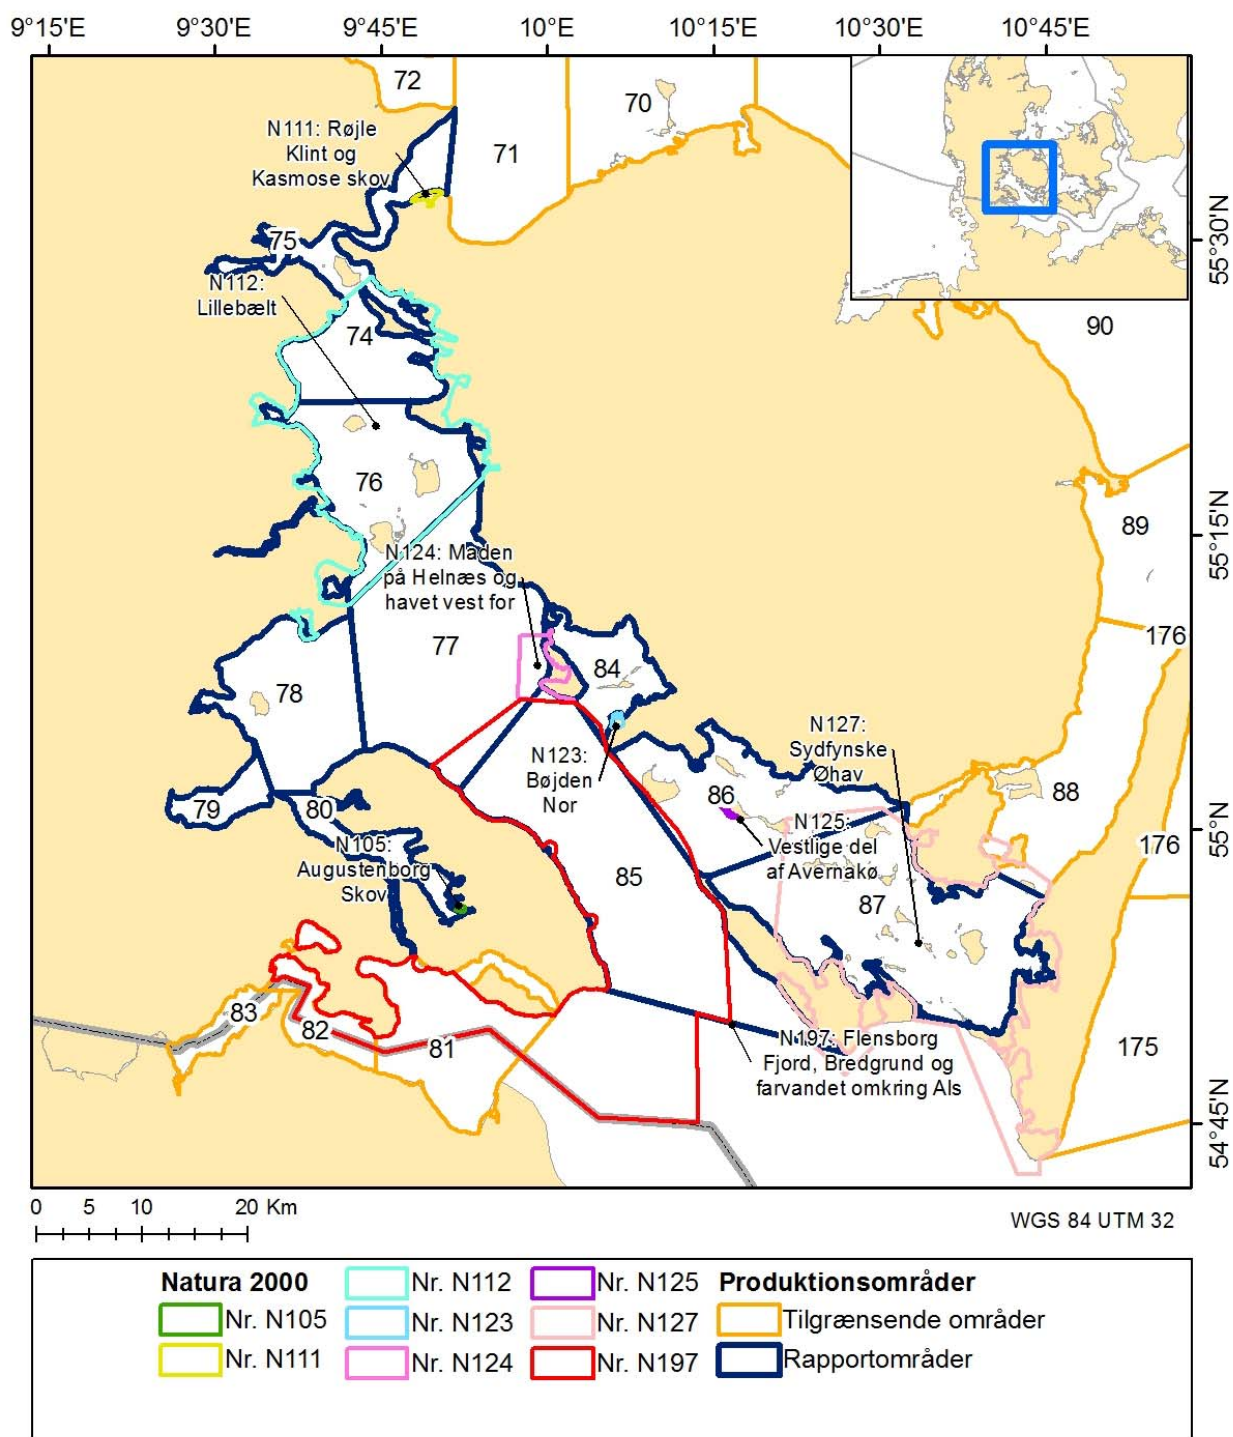 9°15'E 9°30'E 9°45'E 10°0'E 10°15'E 10°30'E 10°45'E
72
70
N111: Røjle
Klint og
Kasmose skov
71
75
55°30'N
N112:
Lillebælt
74
90
76
89
55°15'N
N124: Maden
på Helnæs og
havet vest for
77
176
84
78
N127:
Sydfynske
Øhav
N123:
Bøjden
Nor
86
88
79
80
N125:
Vestlige del
af Avernakø
176
55°N
N105:
Augustenborg
Skov
85
87
83
82
81
N197: Flensborg
Fjord, Bredgrund og
farvandet omkring Als
175
54°45'N
0 5 10 20 Km
WGS 84 UTM 32
Natura 2000
Nr. N105
Nr. N111
Nr. N112
Nr. N123
Nr. N124
Nr. N125
Nr. N127
Nr. N197
Produktionsområder
Tilgrænsende områder
Rapportområder